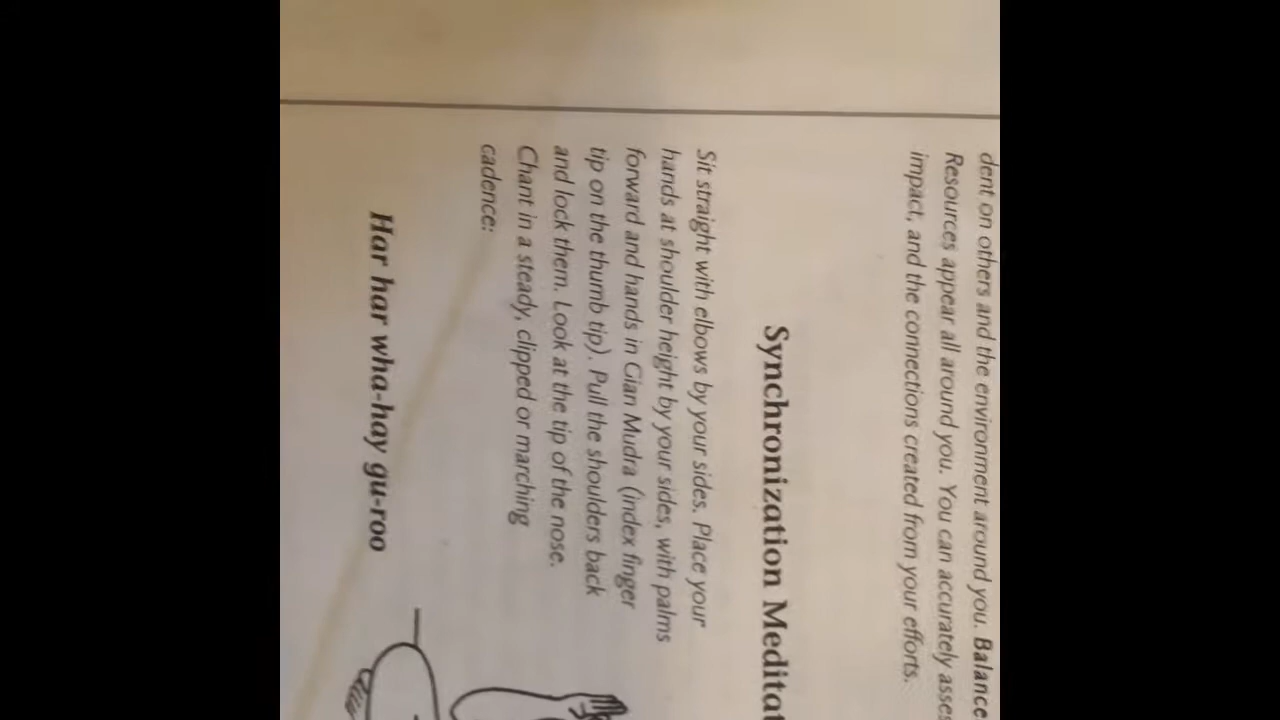 dent on others and the environment around you. Balance
Resources appear all around you. You can accurately asses
impact, and the connections created from your efforts.
Synchronization Meditat
Sit straight with elbows by your sides. Place your
hands at shoulder height by your sides, with palms
forward and hands in Gian Mudra (index finger
tip on the thumb tip). Pull the shoulders back
and lock them. Look at the tip of the nose.
Chant in a steady, clipped or marching
cadence:
Har har wha-hay gu-roo